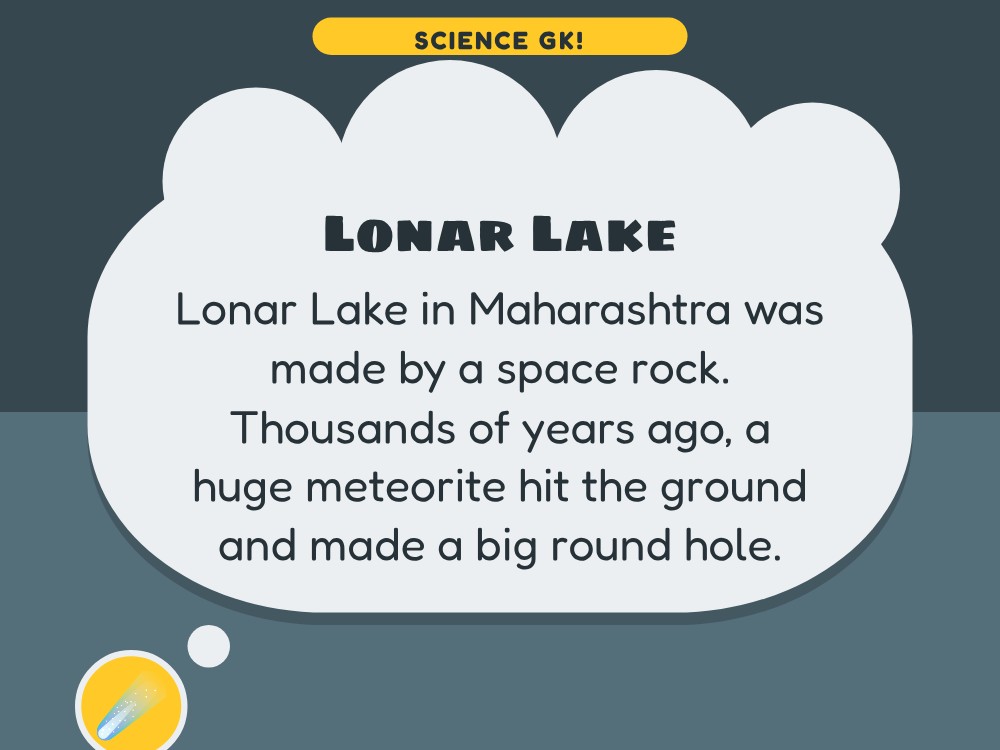 SCIENCE GK!
LONAR LAKE
Lonar Lake in Maharashtra was
made by a space rock.
Thousands of years ago, a
huge meteorite hit the ground
and made a big round hole.